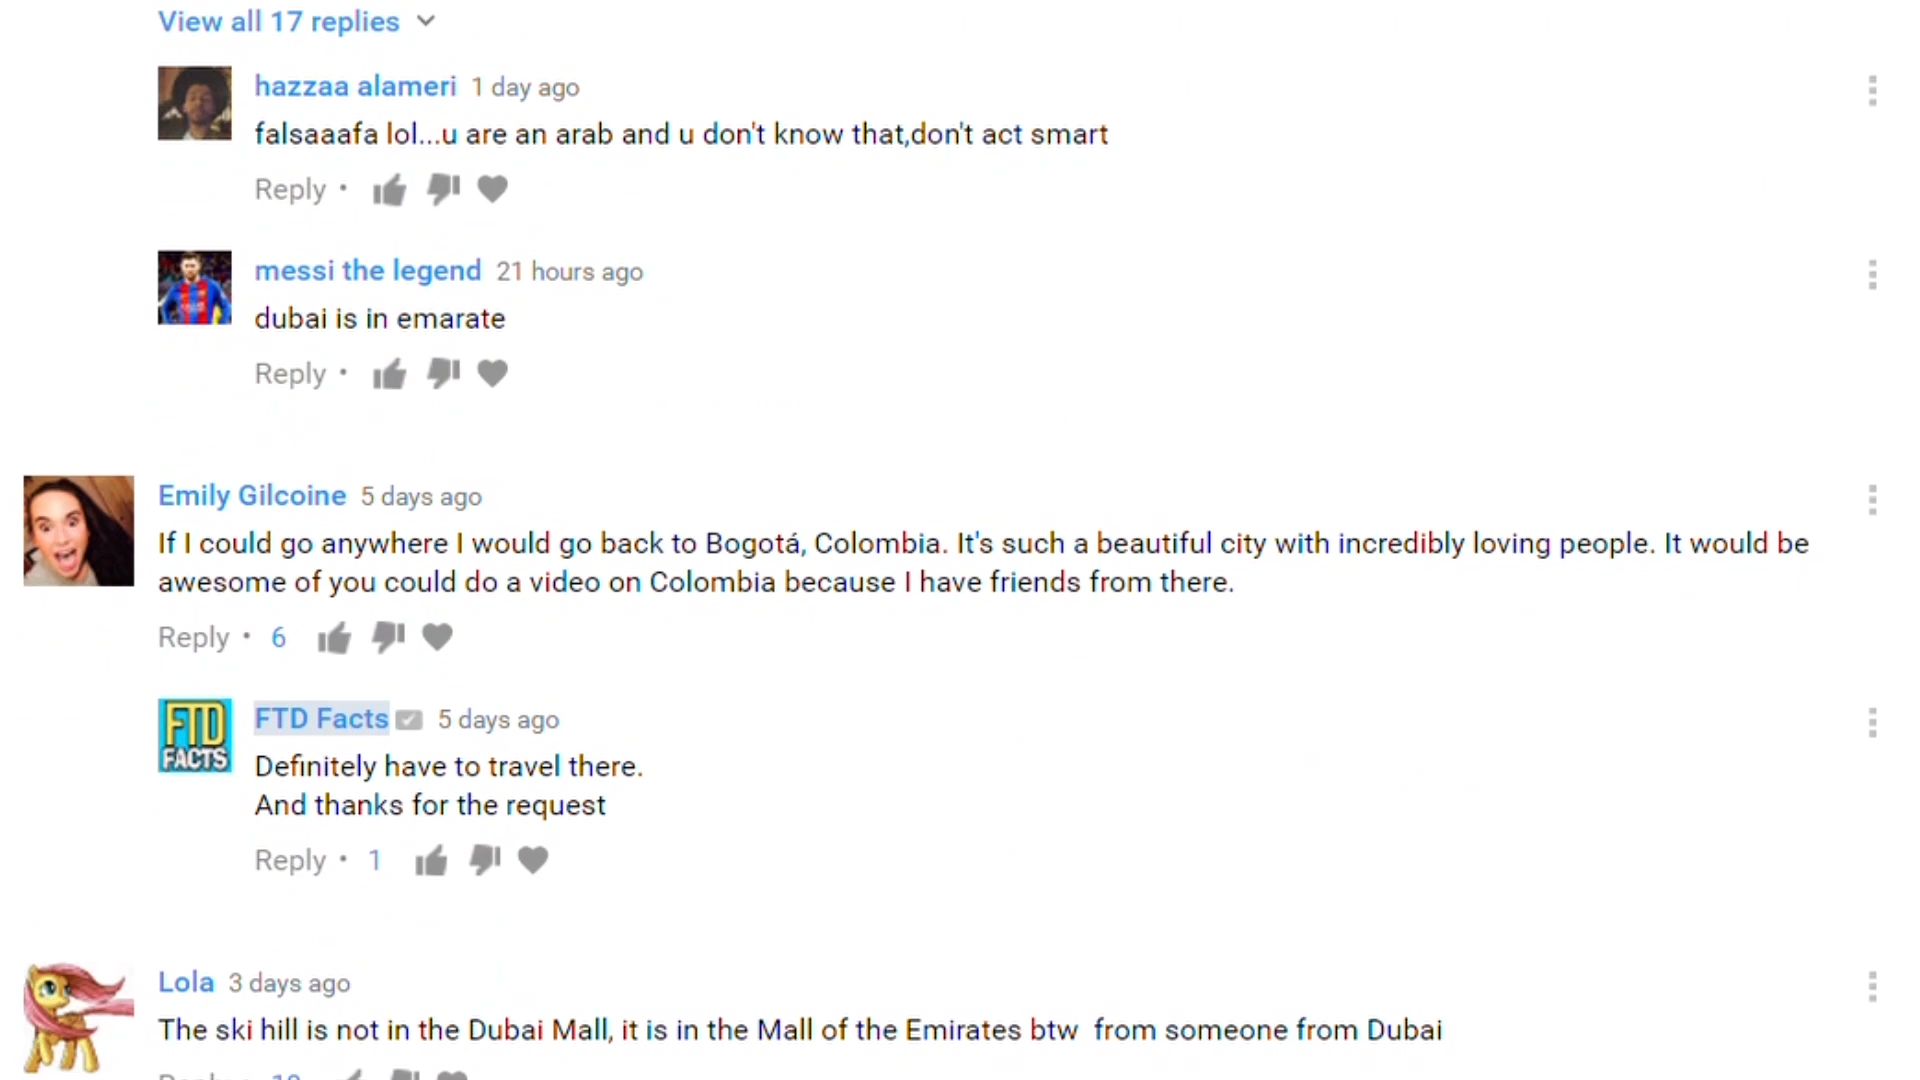 View all 17 replies
hazzaa alameri 1 day ago
falsaaafa lol...u are an arab and u don't know that,don't act smart
Reply •
messi the legend 21 hours ago
dubai is in emarate
Reply •
Emily Gilcoine 5 days ago
If I could go anywhere I would go back to Bogotá, Colombia. It's such a beautiful city with incredibly loving people. It would be
awesome of you could do a video on Colombia because I have friends from there.
Reply • 6
FTD FACTS
FTD Facts 5 days ago
Definitely have to travel there.
And thanks for the request
Reply • 1
Lola 3 days ago
The ski hill is not in the Dubai Mall, it is in the Mall of the Emirates btw  from someone from Dubai